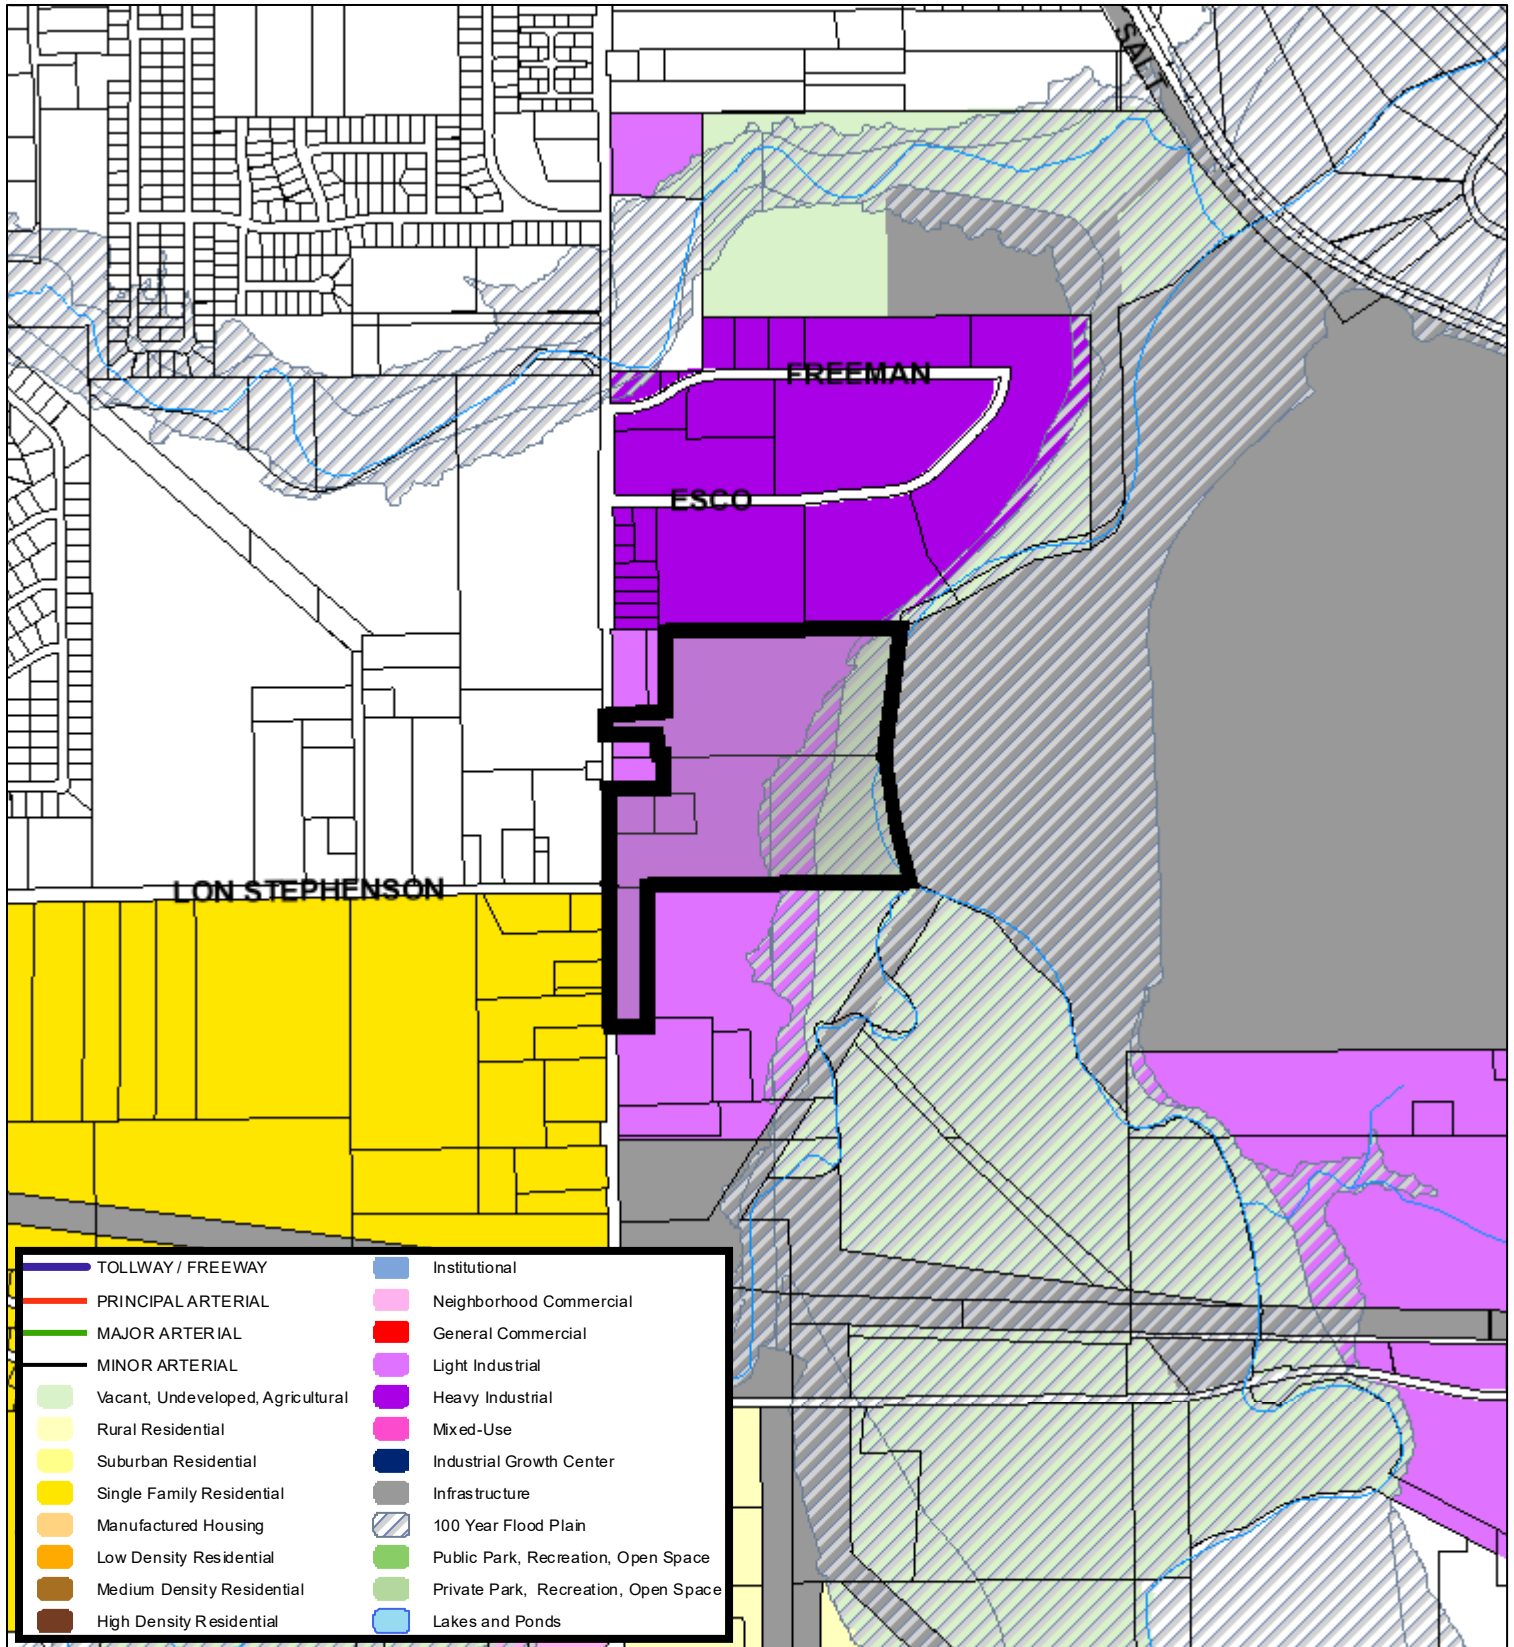 SALT
FREEMAN
ESCO
LON STEPHENSON
TOLLWAY / FREEWAY
PRINCIPAL ARTERIAL
MAJOR ARTERIAL
MINOR ARTERIAL
Vacant, Undeveloped, Agricultural
Rural Residential
Suburban Residential
Single Family Residential
Manufactured Housing
Low Density Residential
Medium Density Residential
High Density Residential
Institutional
Neighborhood Commercial
General Commercial
Light Industrial
Heavy Industrial
Mixed-Use
Industrial Growth Center
Infrastructure
100 Year Flood Plain
Public Park, Recreation, Open Space
Private Park, Recreation, Open Space
Lakes and Ponds